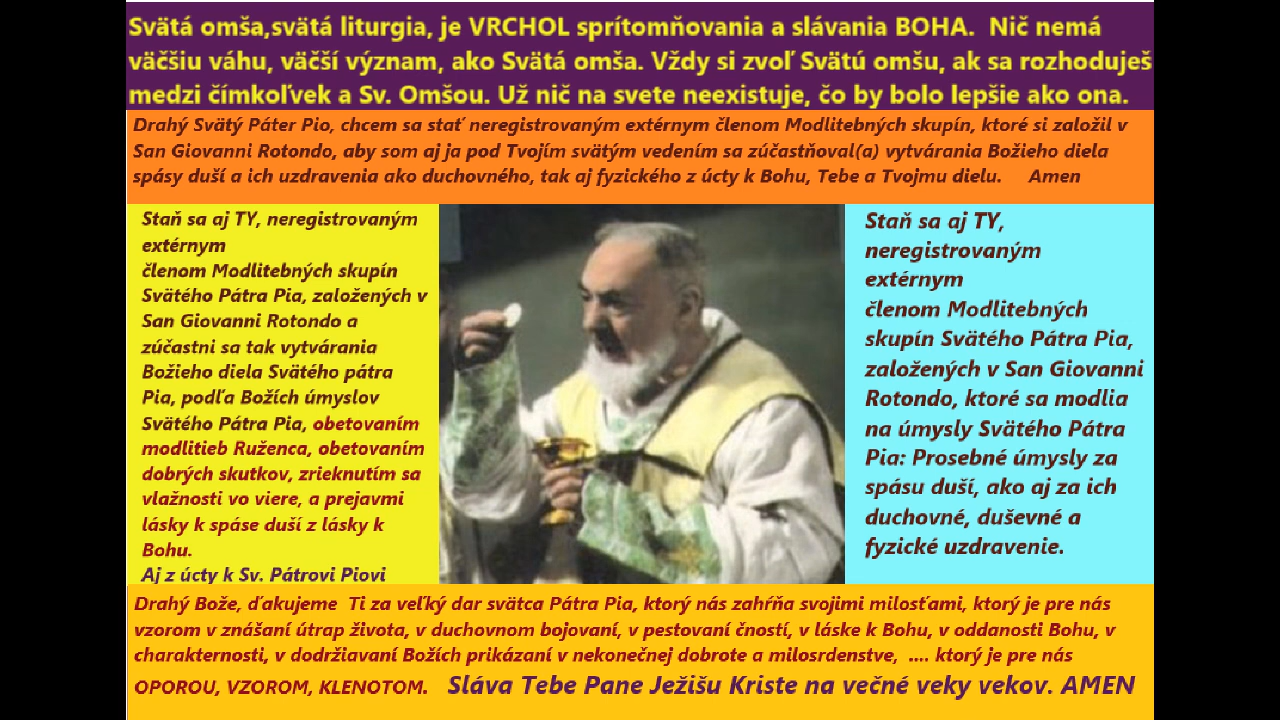 Svätá omša,svätá liturgia, je VRCHOL sprítomňovania a slávania BOHA.  Nič nemá
väčšiu váhu, väčší význam, ako Svätá omša. Vždy si zvoľ Svätú omšu, ak sa rozhoduješ
medzi čímkoľvek a Sv. Omšou. Už nič na svete neexistuje, čo by bolo lepšie ako ona.
Drahý Svätý Páter Pio, chcem sa stať neregistrovaným extérnym členom Modlitebných skupín, ktoré si založil v
San Giovanni Rotondo, aby som aj ja pod Tvojím svätým vedením sa zúčastňoval(a) vytvárania Božieho diela
spásy duší a ich uzdravenia ako duchovného, tak aj fyzického z úcty k Bohu, Tebe a Tvojmu dielu.     Amen
Staň sa aj TY, neregistrovaným
extérnym
členom Modlitebných skupín
Svätého Pátra Pia, založených v
San Giovanni Rotondo a
zúčastni sa tak vytvárania
Božieho diela Svätého pátra
Pia, podľa Božích úmyslov
Svätého Pátra Pia, obetovaním
modlitieb Ruženca, obetovaním
dobrých skutkov, zrieknutím sa
vlažnosti vo viere, a prejavmi
lásky k spáse duší z lásky k
Bohu.
Aj z úcty k Sv. Pátrovi Piovi
Staň sa aj TY,
neregistrovaným
extérnym
členom Modlitebných
skupín Svätého Pátra Pia,
založených v San Giovanni
Rotondo, ktoré sa modlia
na úmysly Svätého Pátra
Pia: Prosebné úmysly za
spásu duší, ako aj za ich
duchovné, duševné a
fyzické uzdravenie.
Drahý Bože, ďakujeme  Ti za veľký dar svätca Pátra Pia, ktorý nás zahŕňa svojimi milosťami, ktorý je pre nás
vzorom v znášaní útrap života, v duchovnom bojovaní, v pestovaní čností, v láske k Bohu, v oddanosti Bohu, v
charakternosti, v dodržiavaní Božích prikázaní v nekonečnej dobrote a milosrdenstve,  .... ktorý je pre nás
OPOROU, VZOROM, KLENOTOM.   Sláva Tebe Pane Ježišu Kriste na večné veky vekov. AMEN